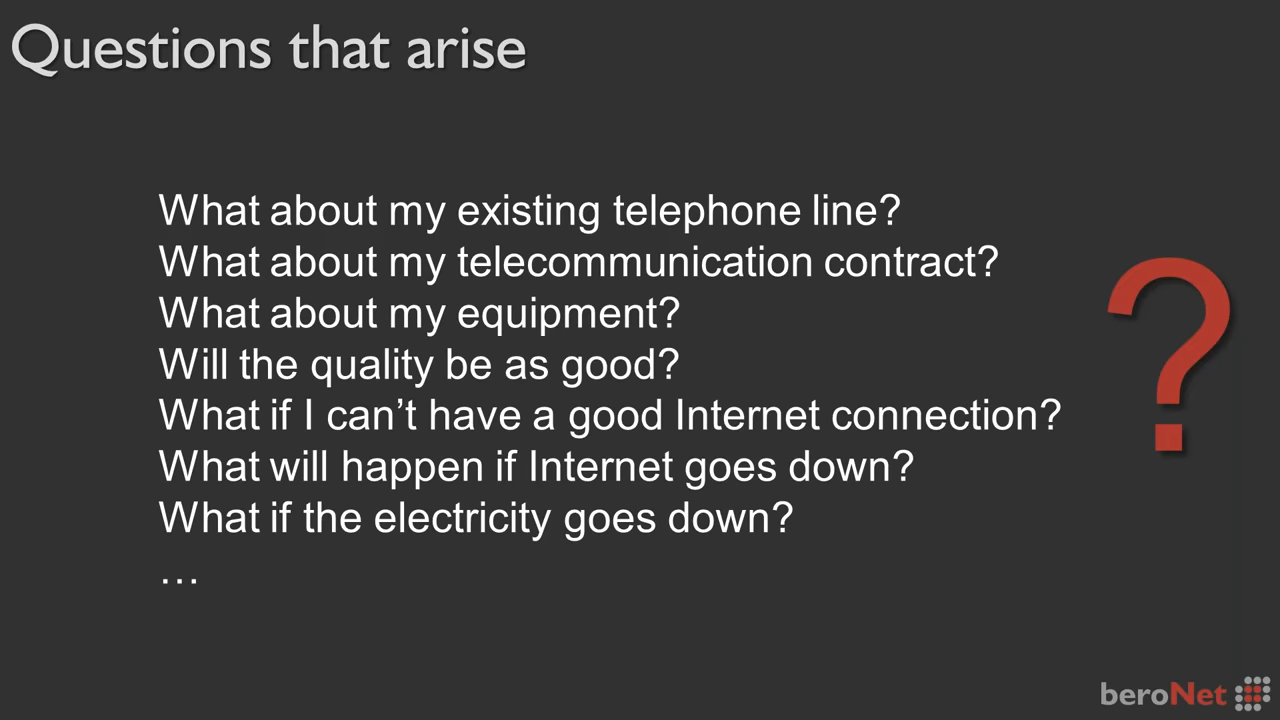 Questions that arise
What about my existing telephone line?
What about my telecommunication contract?
What about my equipment?
Will the quality be as good?
What if I can’t have a good Internet connection?
What will happen if Internet goes down?
What if the electricity goes down?
…
?
beroNet